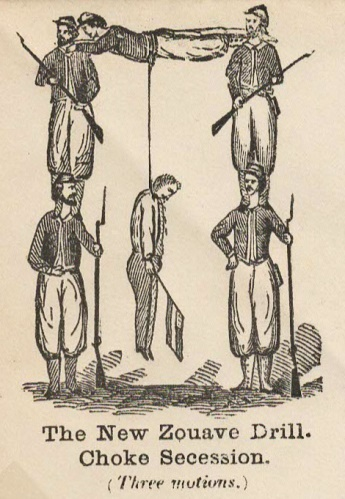 The New Zouave Drill.
Choke Secession.
(Three motions.)